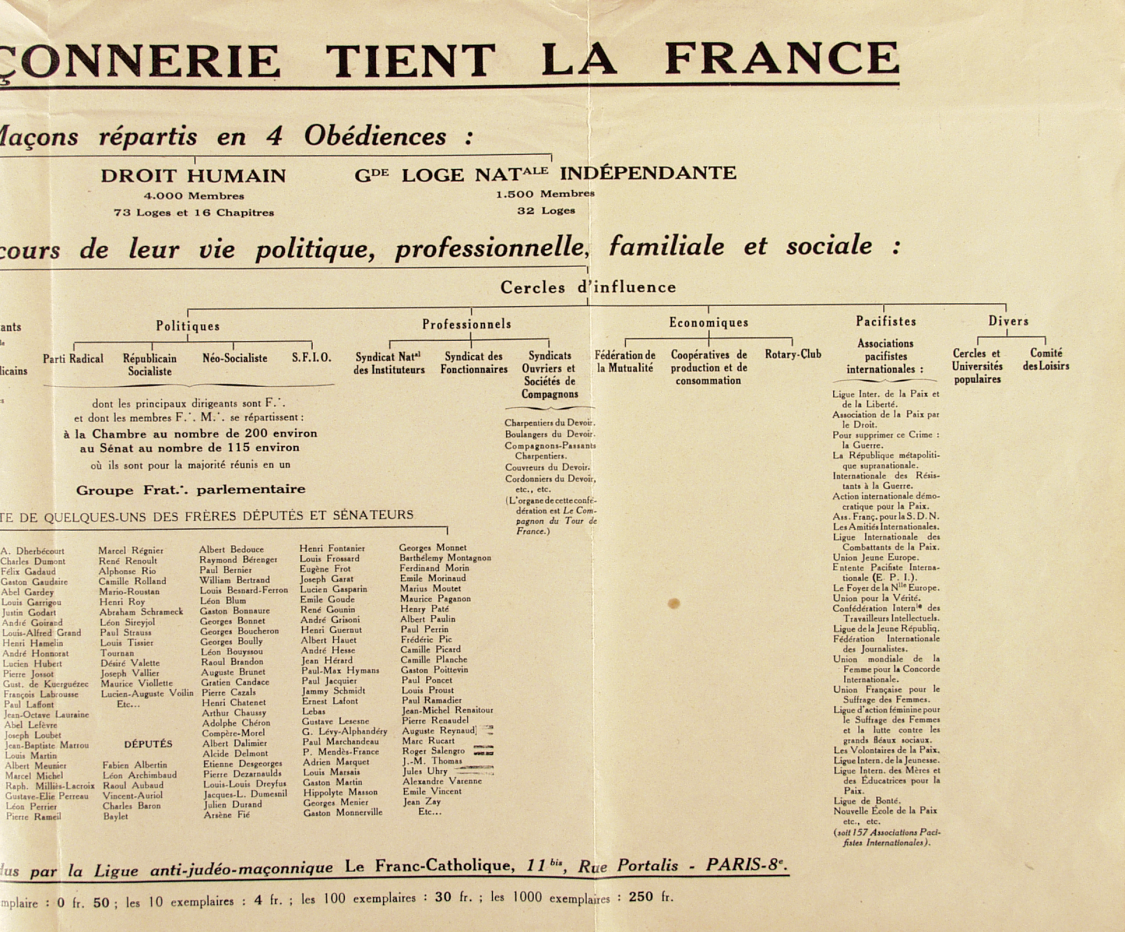 ÇONNERIE TIENT LA FRANCE
Maçons répartis en 4 Obédiences :
DROIT HUMAIN
4.000 Membres
73 Loges et 16 Chapitres
GDE LOGE NATALE INDÉPENDANTE
1.500 Membres
32 Loges
cours de leur vie politique, professionnelle, familiale et sociale :
Cercles d'influence
ants
licains
Politiques
Parti Radical
Républicain
Socialiste
Néo-Socialiste
S.F.I.O.
dont les principaux dirigeants sont F∴
et dont les membres F∴ M∴ se répartissent :
à la Chambre au nombre de 200 environ
au Sénat au nombre de 115 environ
où ils sont pour la majorité réunis en un
Groupe Frat∴ parlementaire
Professionnels
Syndicat Natal
des Instituteurs
Syndicat des
Fonctionnaires
Syndicats
Ouvriers et
Sociétés de
Compagnons
Charpentiers du Devoir.
Boulangers du Devoir.
Compagnons-Passants
Charpentiers.
Couvreurs du Devoir.
Cordonniers du Devoir,
etc., etc.
(L'organe de cette confé-
dération est Le Com-
pagnon du Tour de
France.)
Economiques
Fédération de
la Mutualité
Coopératives de
production et de
consommation
Rotary-Club
Pacifistes
Associations
pacifistes
internationales :
Ligue Inter. de la Paix et
de la Liberté.
Association de la Paix par
le Droit.
Pour supprimer ce Crime :
la Guerre.
La République métapoliti-
que supranationale.
Internationale des Résis-
tants à la Guerre.
Action internationale démo-
cratique pour la Paix.
Ass. Franç. pour la S. D. N.
Les Amitiés Internationales.
Ligue Internationale des
Combattants de la Paix.
Union Jeune Europe.
Entente Pacifiste Interna-
tionale (E. P. I.).
Le Foyer de la Nlle Europe.
Union pour la Vérité.
Confédération Internle des
Travailleurs Intellectuels.
Ligue de la Jeune Républiq.
Fédération Internationale
des Journalistes.
Union mondiale de la
Femme pour la Concorde
Internationale.
Union Française pour le
Suffrage des Femmes.
Ligue d'action féminine pour
le Suffrage des Femmes
et la lutte contre les
grands fléaux sociaux.
Les Volontaires de la Paix.
Ligue Intern. de la Jeunesse.
Ligue Intern. des Mères et
des Éducatrices pour la
Paix.
Ligue de Bonté.
Nouvelle École de la Paix
etc., etc.
(soit 157 Associations Paci-
fistes Internationales).
Divers
Cercles et
Universités
populaires
Comité
des Loisirs
TE DE QUELQUES-UNS DES FRÈRES DÉPUTÉS ET SÉNATEURS
A. Dherbécourt
Charles Dumont
Félix Gadaud
Gaston Gaudaire
Abel Gardey
Louis Garrigou
Justin Godart
André Goirand
Louis-Alfred Grand
Henri Hamelin
André Honnorat
Lucien Hubert
Pierre Jossot
Gust. de Kuerguézec
François Labrousse
Paul Laffont
Jean-Octave Lauraine
Abel Lefèvre
Joseph Loubet
Jean-Baptiste Marrou
Louis Martin
Albert Meunier
Marcel Michel
Raph. Milliès-Lacroix
Gustave-Elie Perreau
Léon Perrier
Pierre Rameil
Marcel Régnier
René Renoult
Alphonse Rio
Camille Rolland
Mario-Roustan
Henri Roy
Abraham Schrameck
Léon Sireyjol
Paul Strauss
Louis Tissier
Tournan
Désiré Valette
Joseph Vallier
Maurice Viollette
Lucien-Auguste Voilin
Etc...
DÉPUTÉS
Fabien Albertin
Léon Archimbaud
Raoul Aubaud
Vincent-Auriol
Charles Baron
Baylet
Albert Bedouce
Raymond Bérenger
Paul Bernier
William Bertrand
Louis Besnard-Ferron
Léon Blum
Gaston Bonnaure
Georges Bonnet
Georges Boucheron
Georges Boully
Léon Bouyssou
Raoul Brandon
Auguste Brunet
Gratien Candace
Pierre Cazals
Henri Chatenet
Arthur Chaussy
Adolphe Chéron
Compère-Morel
Albert Dalimier
Alcide Delmont
Etienne Desgeorges
Pierre Dezarnaulds
Louis-Louis Dreyfus
Jacques-L. Dumesnil
Julien Durand
Arsène Fié
Henri Fontanier
Louis Frossard
Eugène Frot
Joseph Garat
Lucien Gasparin
Emile Goude
René Gounin
André Grisoni
Henri Guernut
Albert Hauet
André Hesse
Jean Hérard
Paul-Max Hymans
Paul Jacquier
Jammy Schmidt
Ernest Lafont
Lebas
Gustave Lesesne
G. Lévy-Alphandéry
Paul Marchandeau
P. Mendès-France
Adrien Marquet
Louis Marsais
Gaston Martin
Hippolyte Masson
Georges Menier
Gaston Monnerville
Georges Monnet
Barthélemy Montagnon
Ferdinand Morin
Emile Morinaud
Marius Moutet
Maurice Paganon
Henry Paté
Albert Paulin
Paul Perrin
Frédéric Pic
Camille Picard
Camille Planche
Gaston Poittevin
Paul Poncet
Louis Proust
Paul Ramadier
Jean-Michel Renaitour
Pierre Renaudel
Auguste Reynaud
Marc Rucart
Roger Salengro
J.-M. Thomas
Jules Uhry
Alexandre Varenne
Emile Vincent
Jean Zay
Etc...
dus par la Ligue anti-judéo-maçonnique Le Franc-Catholique, 11 bis, Rue Portalis - PARIS-8e.
mplaire : 0 fr. 50 ; les 10 exemplaires : 4 fr. ; les 100 exemplaires : 30 fr. ; les 1000 exemplaires : 250 fr.